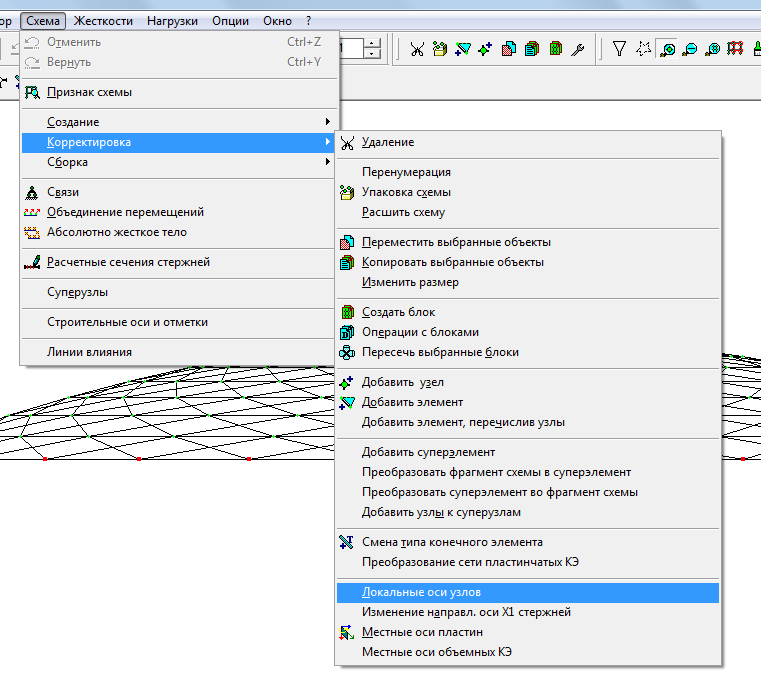 ор Схема Жесткости Нагрузки Опции Окно ?
Отменить Ctrl+Z
Вернуть Ctrl+Y
1
Признак схемы
Создание
Корректировка
Сборка
Связи
Объединение перемещений
Абсолютно жесткое тело
Расчетные сечения стержней
Суперузлы
Строительные оси и отметки
Линии влияния
Удаление
Перенумерация
Упаковка схемы
Расшить схему
Переместить выбранные объекты
Копировать выбранные объекты
Изменить размер
Создать блок
Операции с блоками
Пересечь выбранные блоки
Добавить узел
Добавить элемент
Добавить элемент, перечислив узлы
Добавить суперэлемент
Преобразовать фрагмент схемы в суперэлемент
Преобразовать суперэлемент во фрагмент схемы
Добавить узлы к суперузлам
Смена типа конечного элемента
Преобразование сети пластинчатых КЭ
Локальные оси узлов
Изменение направл. оси X1 стержней
Местные оси пластин
Местные оси объемных КЭ